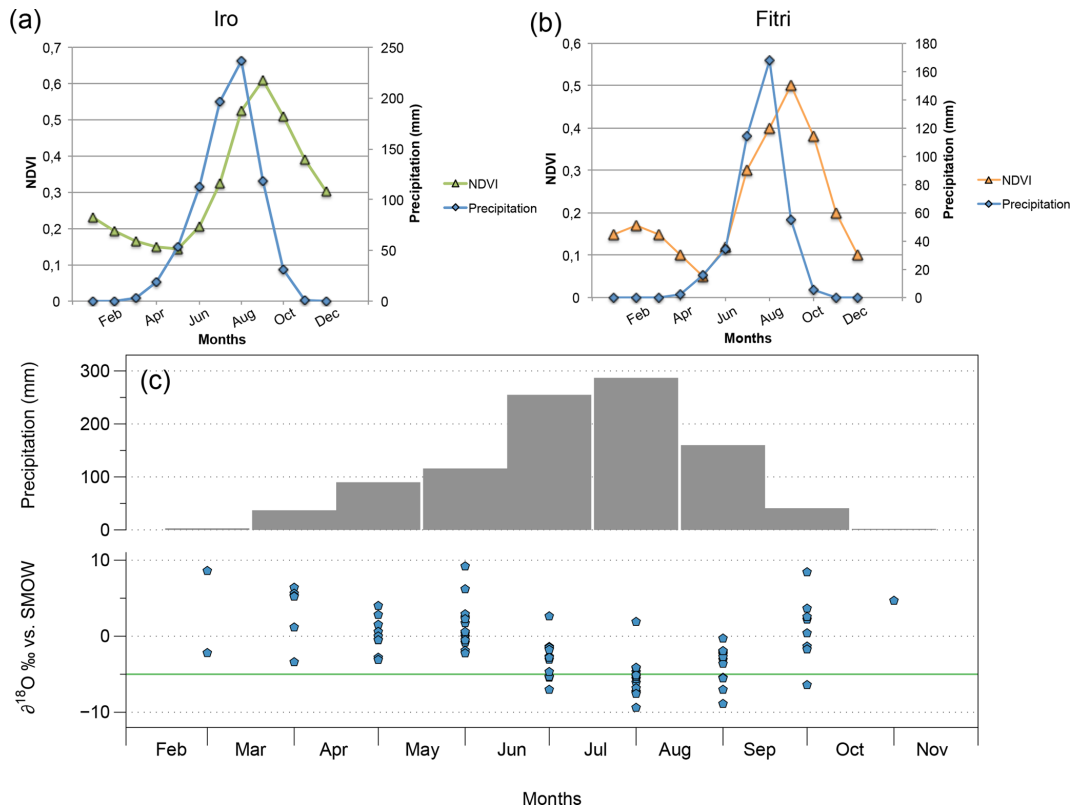 (a)
Iro
NDVI
0,7
0,6
0,5
0,4
0,3
0,2
0,1
0
250
200
150
100
50
0
Precipitation (mm)
Feb Apr Jun Aug Oct Dec
Months
NDVI
Precipitation
(b)
Fitri
NDVI
0,6
0,5
0,4
0,3
0,2
0,1
0
180
160
140
120
100
80
60
40
20
0
Precipitation (mm)
Feb Apr Jun Aug Oct Dec
Months
NDVI
Precipitation
(c)
Precipitation (mm)
300
200
100
0
∂18O ‰ vs. SMOW
10
0
−10
Feb Mar Apr May Jun Jul Aug Sep Oct Nov
Months